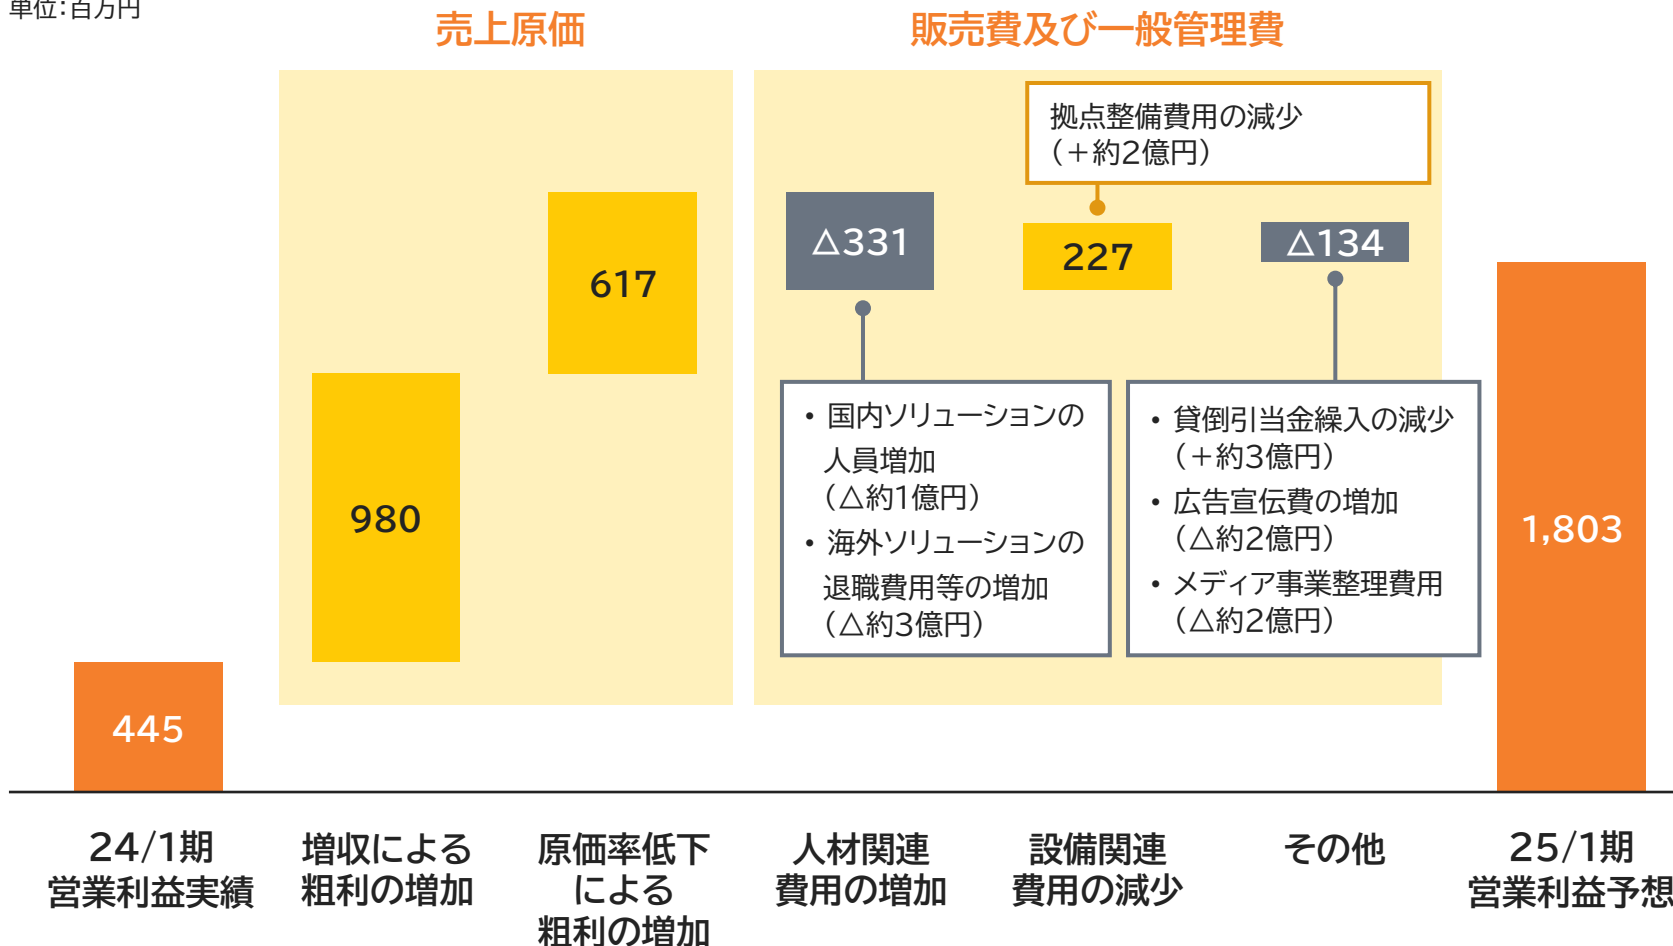 単位：百万円
売上原価
販売費及び一般管理費
拠点整備費用の減少
（＋約2億円）
△331
227
△134
617
980
445
1,803
・国内ソリューションの
人員増加
（△約1億円）
・海外ソリューションの
退職費用等の増加
（△約3億円）
・貸倒引当金繰入の減少
（＋約3億円）
・広告宣伝費の増加
（△約2億円）
・メディア事業整理費用
（△約2億円）
24/1期
営業利益実績
増収による
粗利の増加
原価率低下
による
粗利の増加
人材関連
費用の増加
設備関連
費用の減少
その他
25/1期
営業利益予想